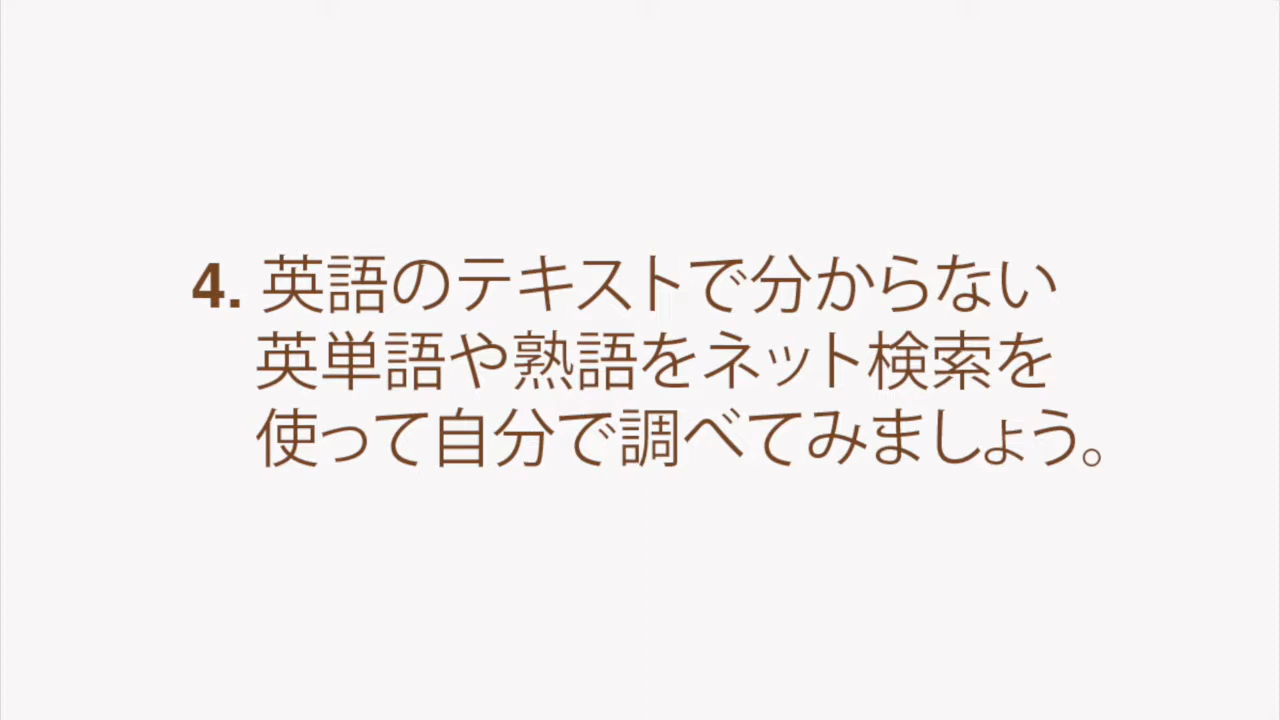 4. 英語のテキストで分からない
英単語や熟語をネット検索を
使って自分で調べてみましょう。